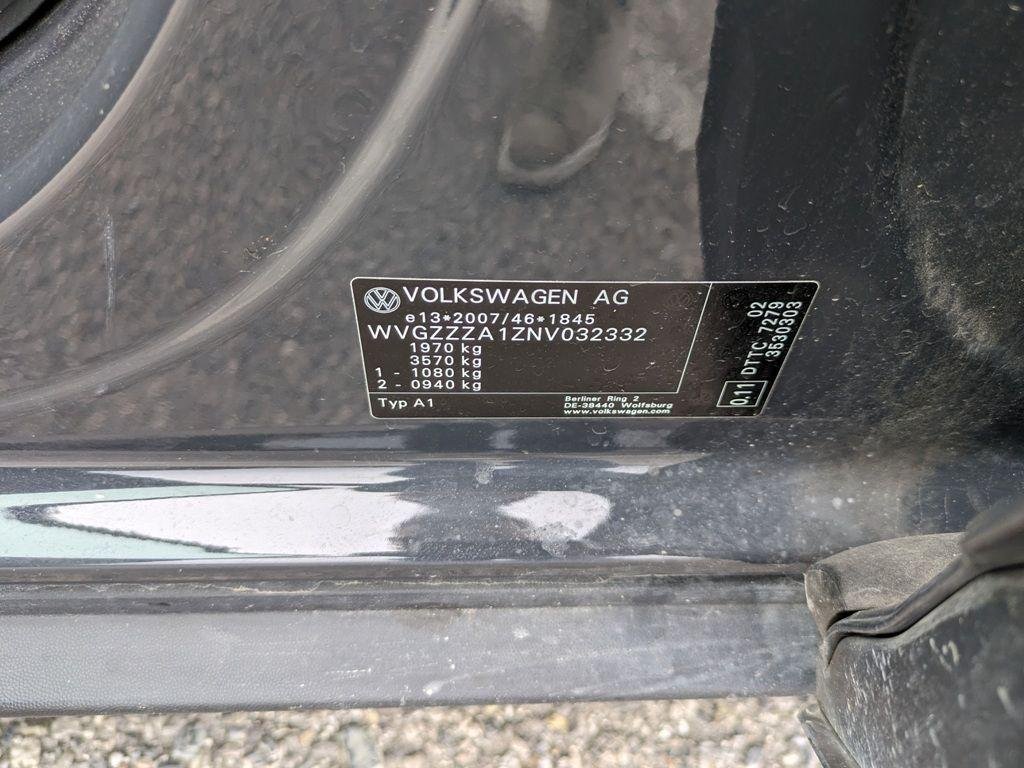 VOLKSWAGEN AG
e13*2007/46*1845
WVGZZZA1ZNV032332
1970 kg
3570 kg
1 - 1080 kg
2 - 0940 kg
Typ A1
Berliner Ring 2
DE-38440 Wolfsburg
www.volkswagen.com
0.11 DTTC 7279 02
3530303